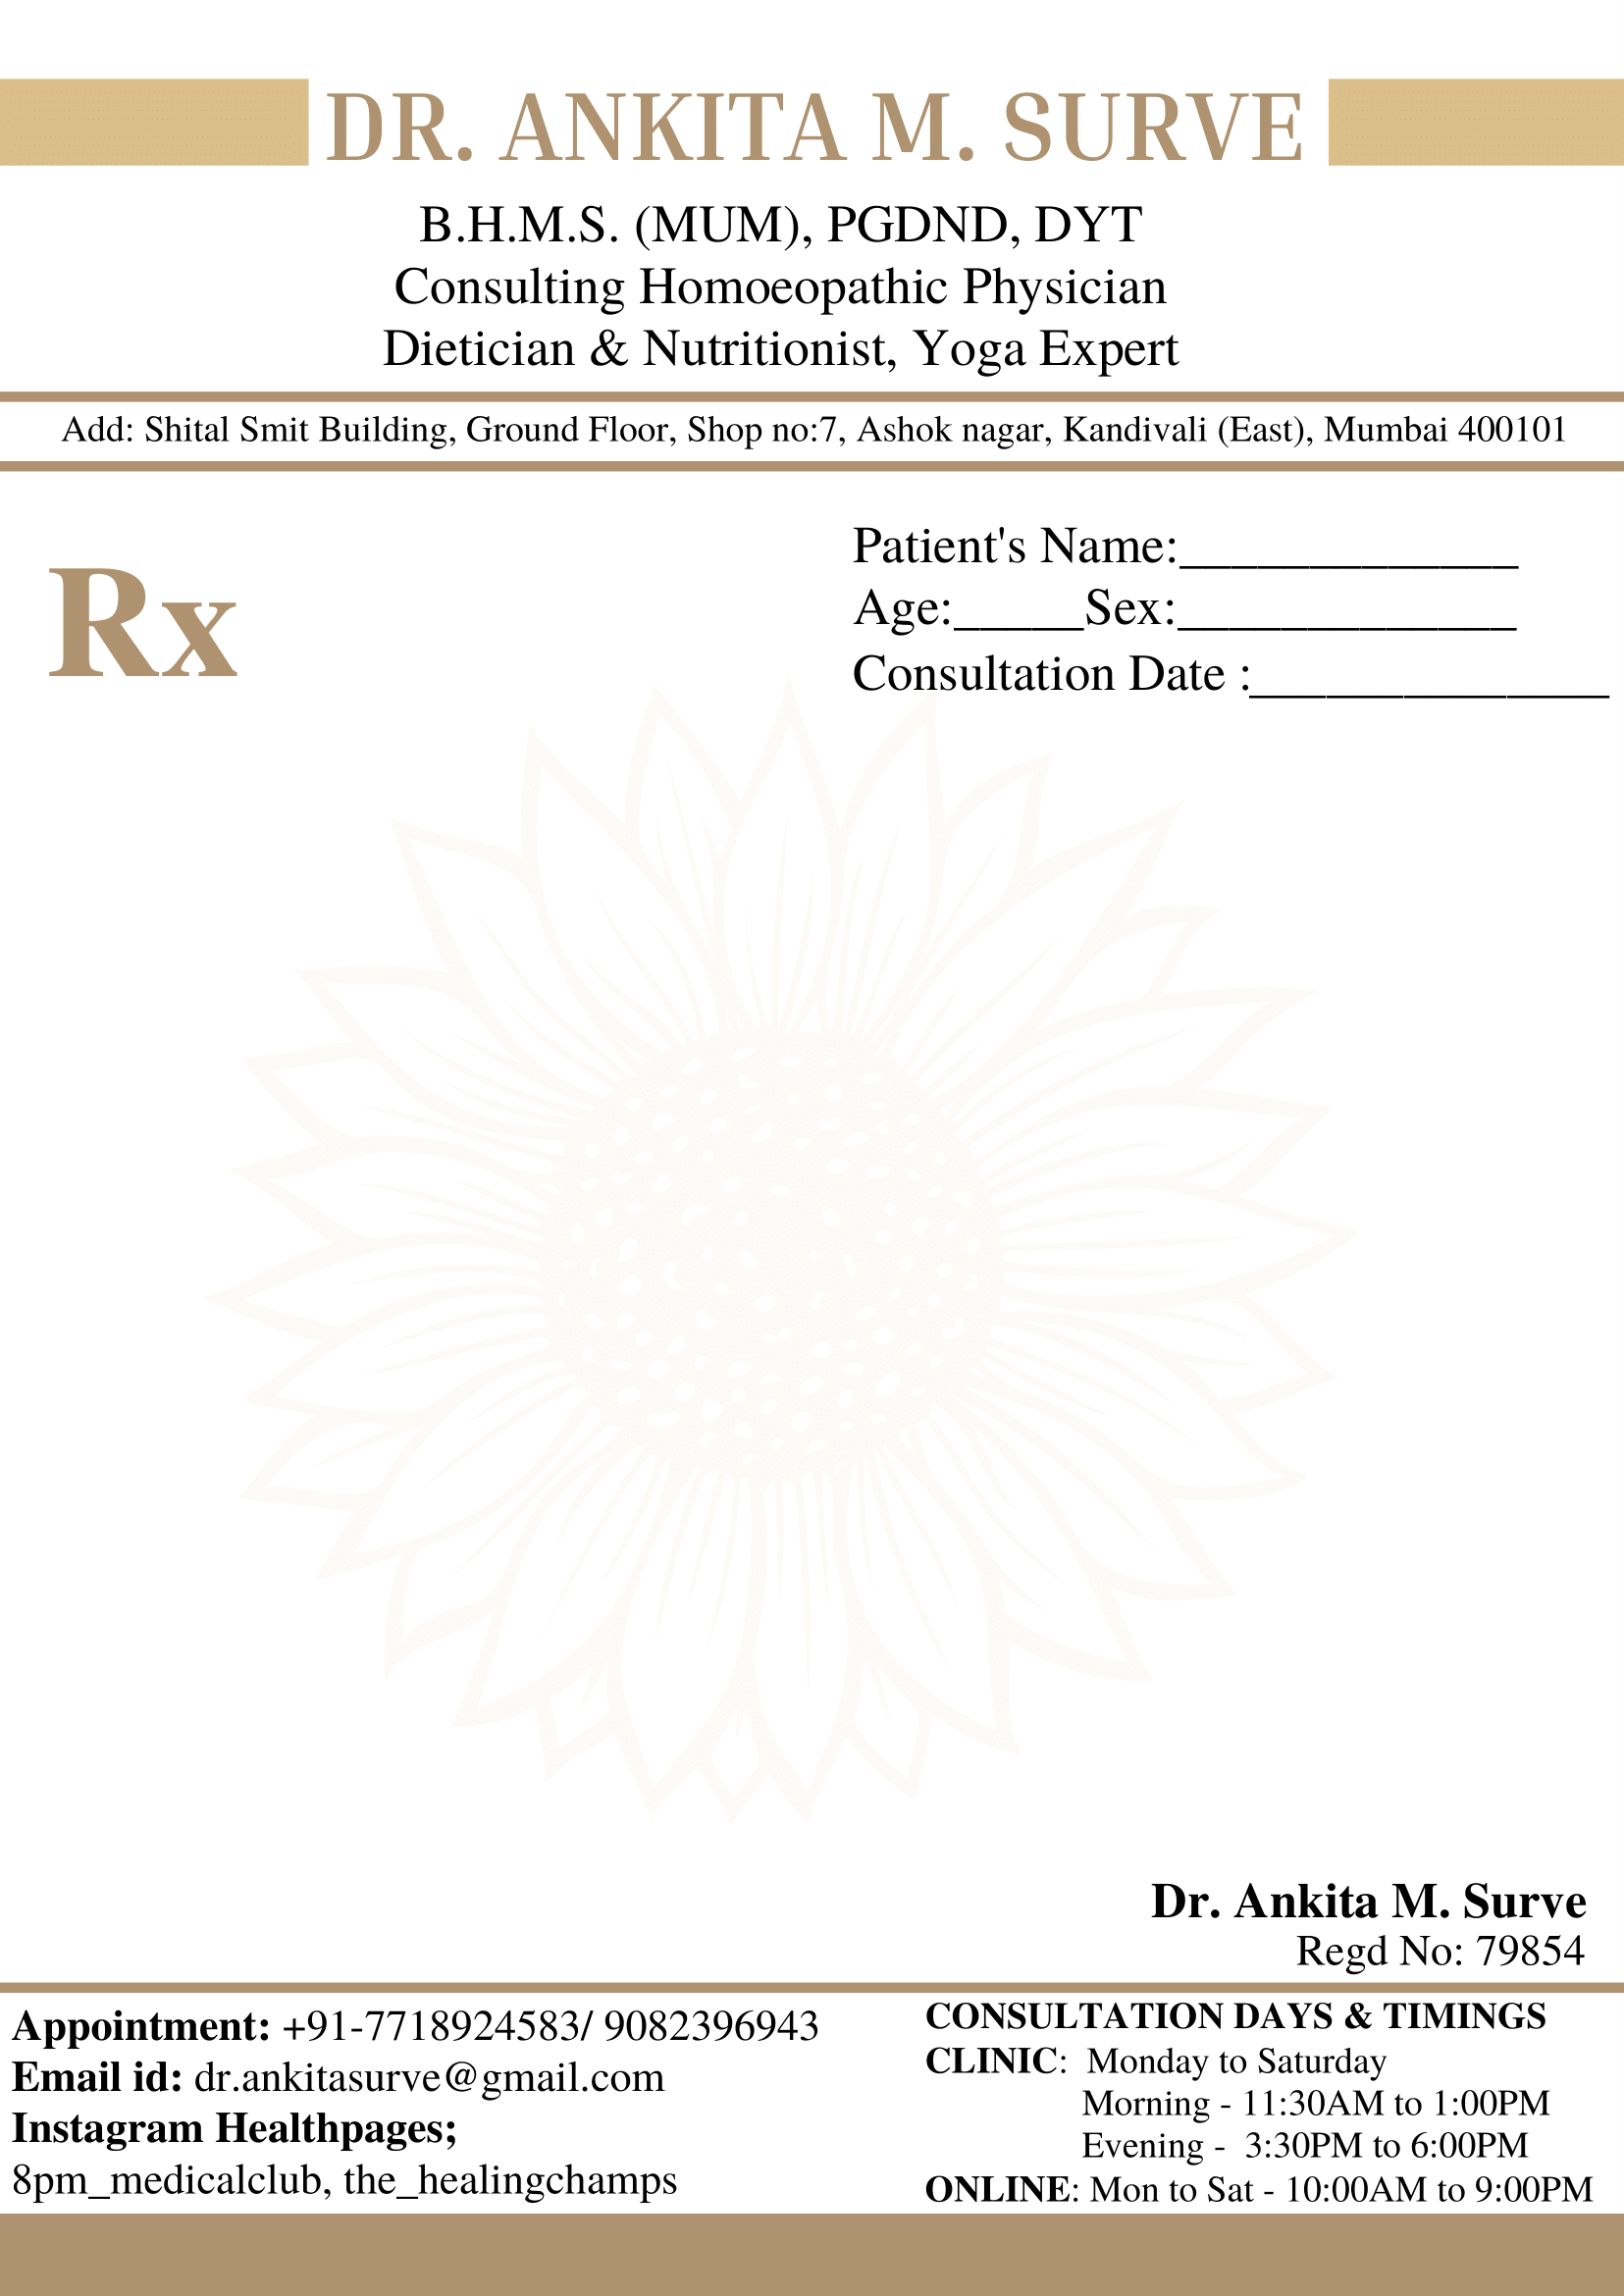 DR. ANKITA M. SURVE
B.H.M.S. (MUM), PGDND, DYT
Consulting Homoeopathic Physician
Dietician & Nutritionist, Yoga Expert
Add: Shital Smit Building, Ground Floor, Shop no:7, Ashok nagar, Kandivali (East), Mumbai 400101
Rx
Patient's Name:_____________
Age:_____Sex:_____________
Consultation Date :______________
Dr. Ankita M. Surve
Regd No: 79854
Appointment: +91-7718924583/ 9082396943
Email id: dr.ankitasurve@gmail.com
Instagram Healthpages;
8pm_medicalclub, the_healingchamps
CONSULTATION DAYS & TIMINGS
CLINIC: Monday to Saturday
Morning - 11:30AM to 1:00PM
Evening - 3:30PM to 6:00PM
ONLINE: Mon to Sat - 10:00AM to 9:00PM